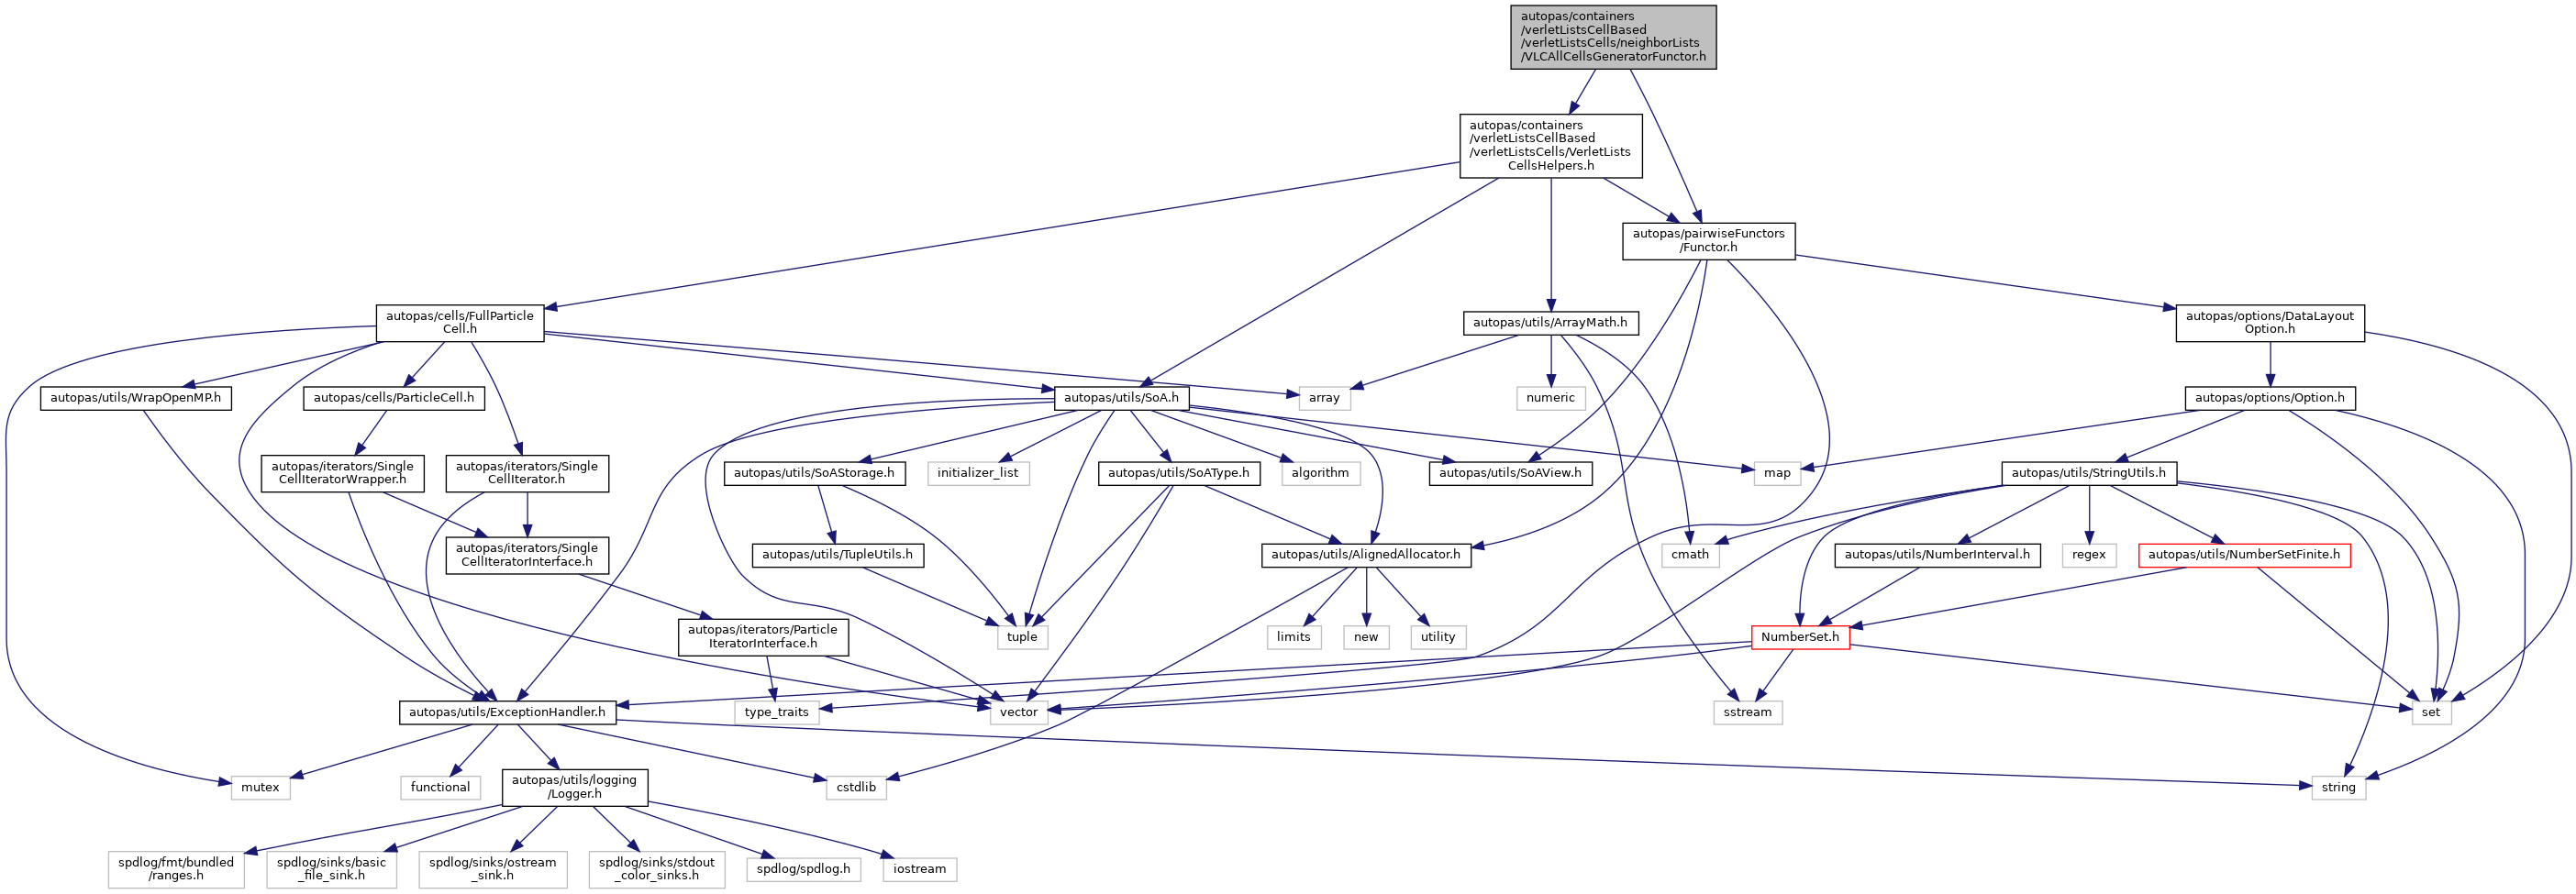 autopas/containers
/verletListsCellBased
/verletListsCells/neighborLists
/VLCAllCellsGeneratorFunctor.h
autopas/containers
/verletListsCellBased
/verletListsCells/VerletLists
CellsHelpers.h
autopas/pairwiseFunctors
/Functor.h
autopas/cells/FullParticle
Cell.h
autopas/utils/ArrayMath.h
autopas/options/DataLayout
Option.h
autopas/utils/WrapOpenMP.h
autopas/cells/ParticleCell.h
autopas/utils/SoA.h
array
numeric
autopas/options/Option.h
autopas/iterators/Single
CellIteratorWrapper.h
autopas/iterators/Single
CellIterator.h
autopas/utils/SoAStorage.h
initializer_list
autopas/utils/SoAType.h
algorithm
autopas/utils/SoAView.h
map
autopas/utils/StringUtils.h
autopas/iterators/Single
CellIteratorInterface.h
autopas/utils/TupleUtils.h
autopas/utils/AlignedAllocator.h
cmath
autopas/utils/NumberInterval.h
regex
autopas/utils/NumberSetFinite.h
autopas/iterators/Particle
IteratorInterface.h
tuple
limits
new
utility
NumberSet.h
autopas/utils/ExceptionHandler.h
type_traits
vector
sstream
set
mutex
functional
autopas/utils/logging
/Logger.h
cstdlib
string
spdlog/fmt/bundled
/ranges.h
spdlog/sinks/basic
_file_sink.h
spdlog/sinks/ostream
_sink.h
spdlog/sinks/stdout
_color_sinks.h
spdlog/spdlog.h
iostream